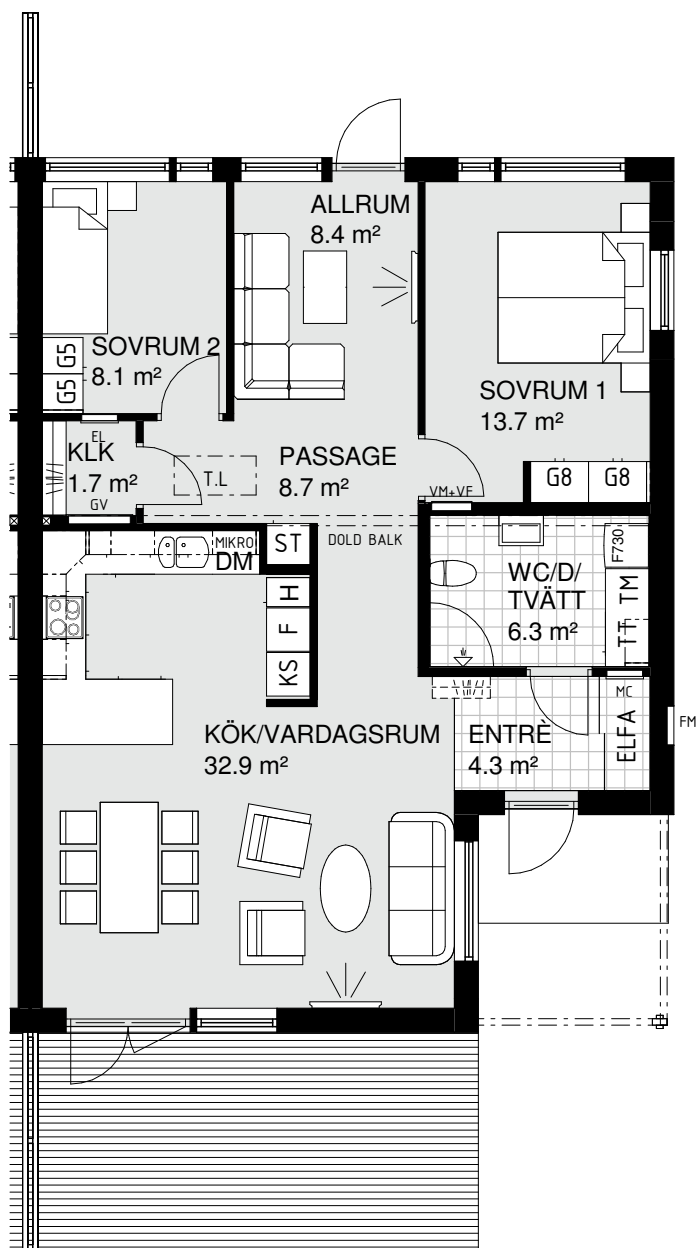 ALLRUM
8.4 m²
SOVRUM 2
8.1 m²
G5
G5
SOVRUM 1
13.7 m²
EL
KLK
1.7 m²
GV
T.L
PASSAGE
8.7 m²
G8
G8
VM+VF
MIKRO
DM
ST
DOLD BALK
F730
WC/D/
TVÄTT
6.3 m²
TM
TT
H
F
KS
MC
KÖK/VARDAGSRUM
32.9 m²
ENTRÈ
4.3 m²
ELFA
FM